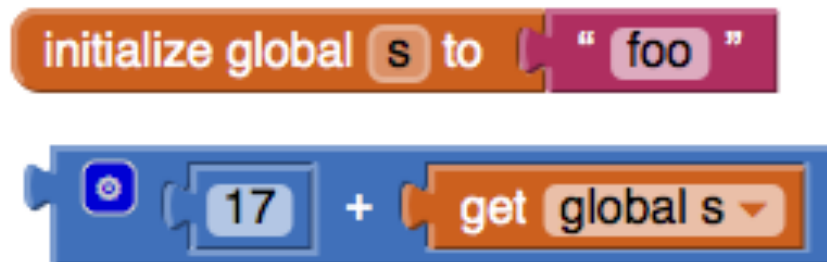 initialize global s to “ foo ”
17 + get global s